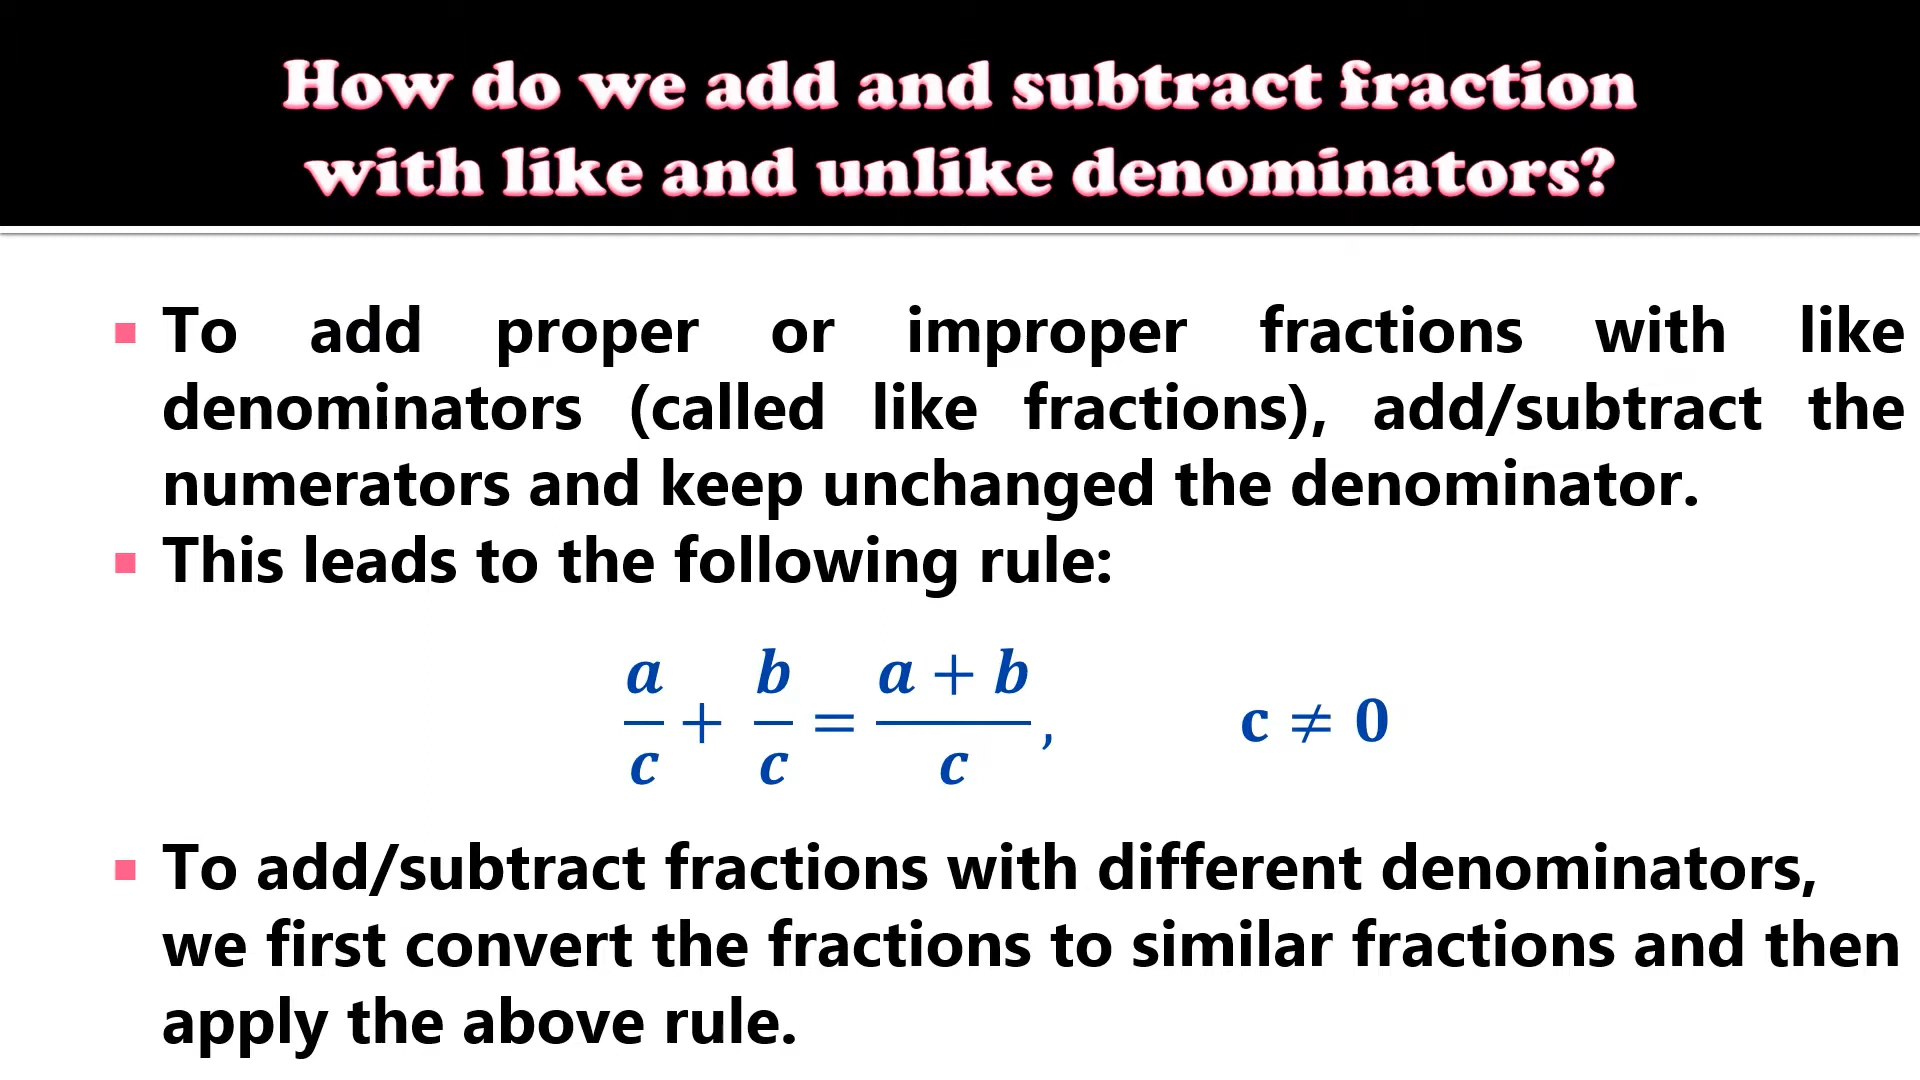 How do we add and subtract fraction
with like and unlike denominators?
To add proper or improper fractions with like
denominators (called like fractions), add/subtract the
numerators and keep unchanged the denominator.
This leads to the following rule:
a/c + b/c = a + b/c, c ≠ 0
To add/subtract fractions with different denominators,
we first convert the fractions to similar fractions and then
apply the above rule.